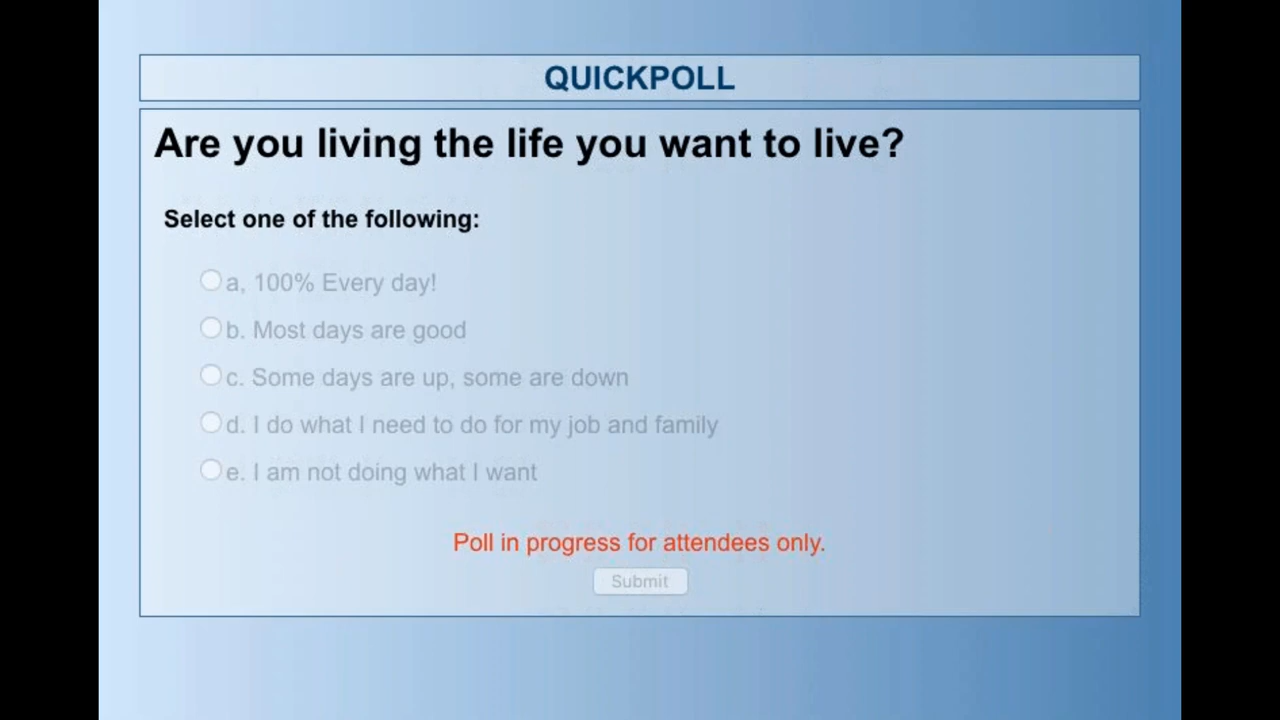 QUICKPOLL
Are you living the life you want to live?
Select one of the following:
a, 100% Every day!
b. Most days are good
c. Some days are up, some are down
d. I do what I need to do for my job and family
e. I am not doing what I want
Poll in progress for attendees only.
Submit